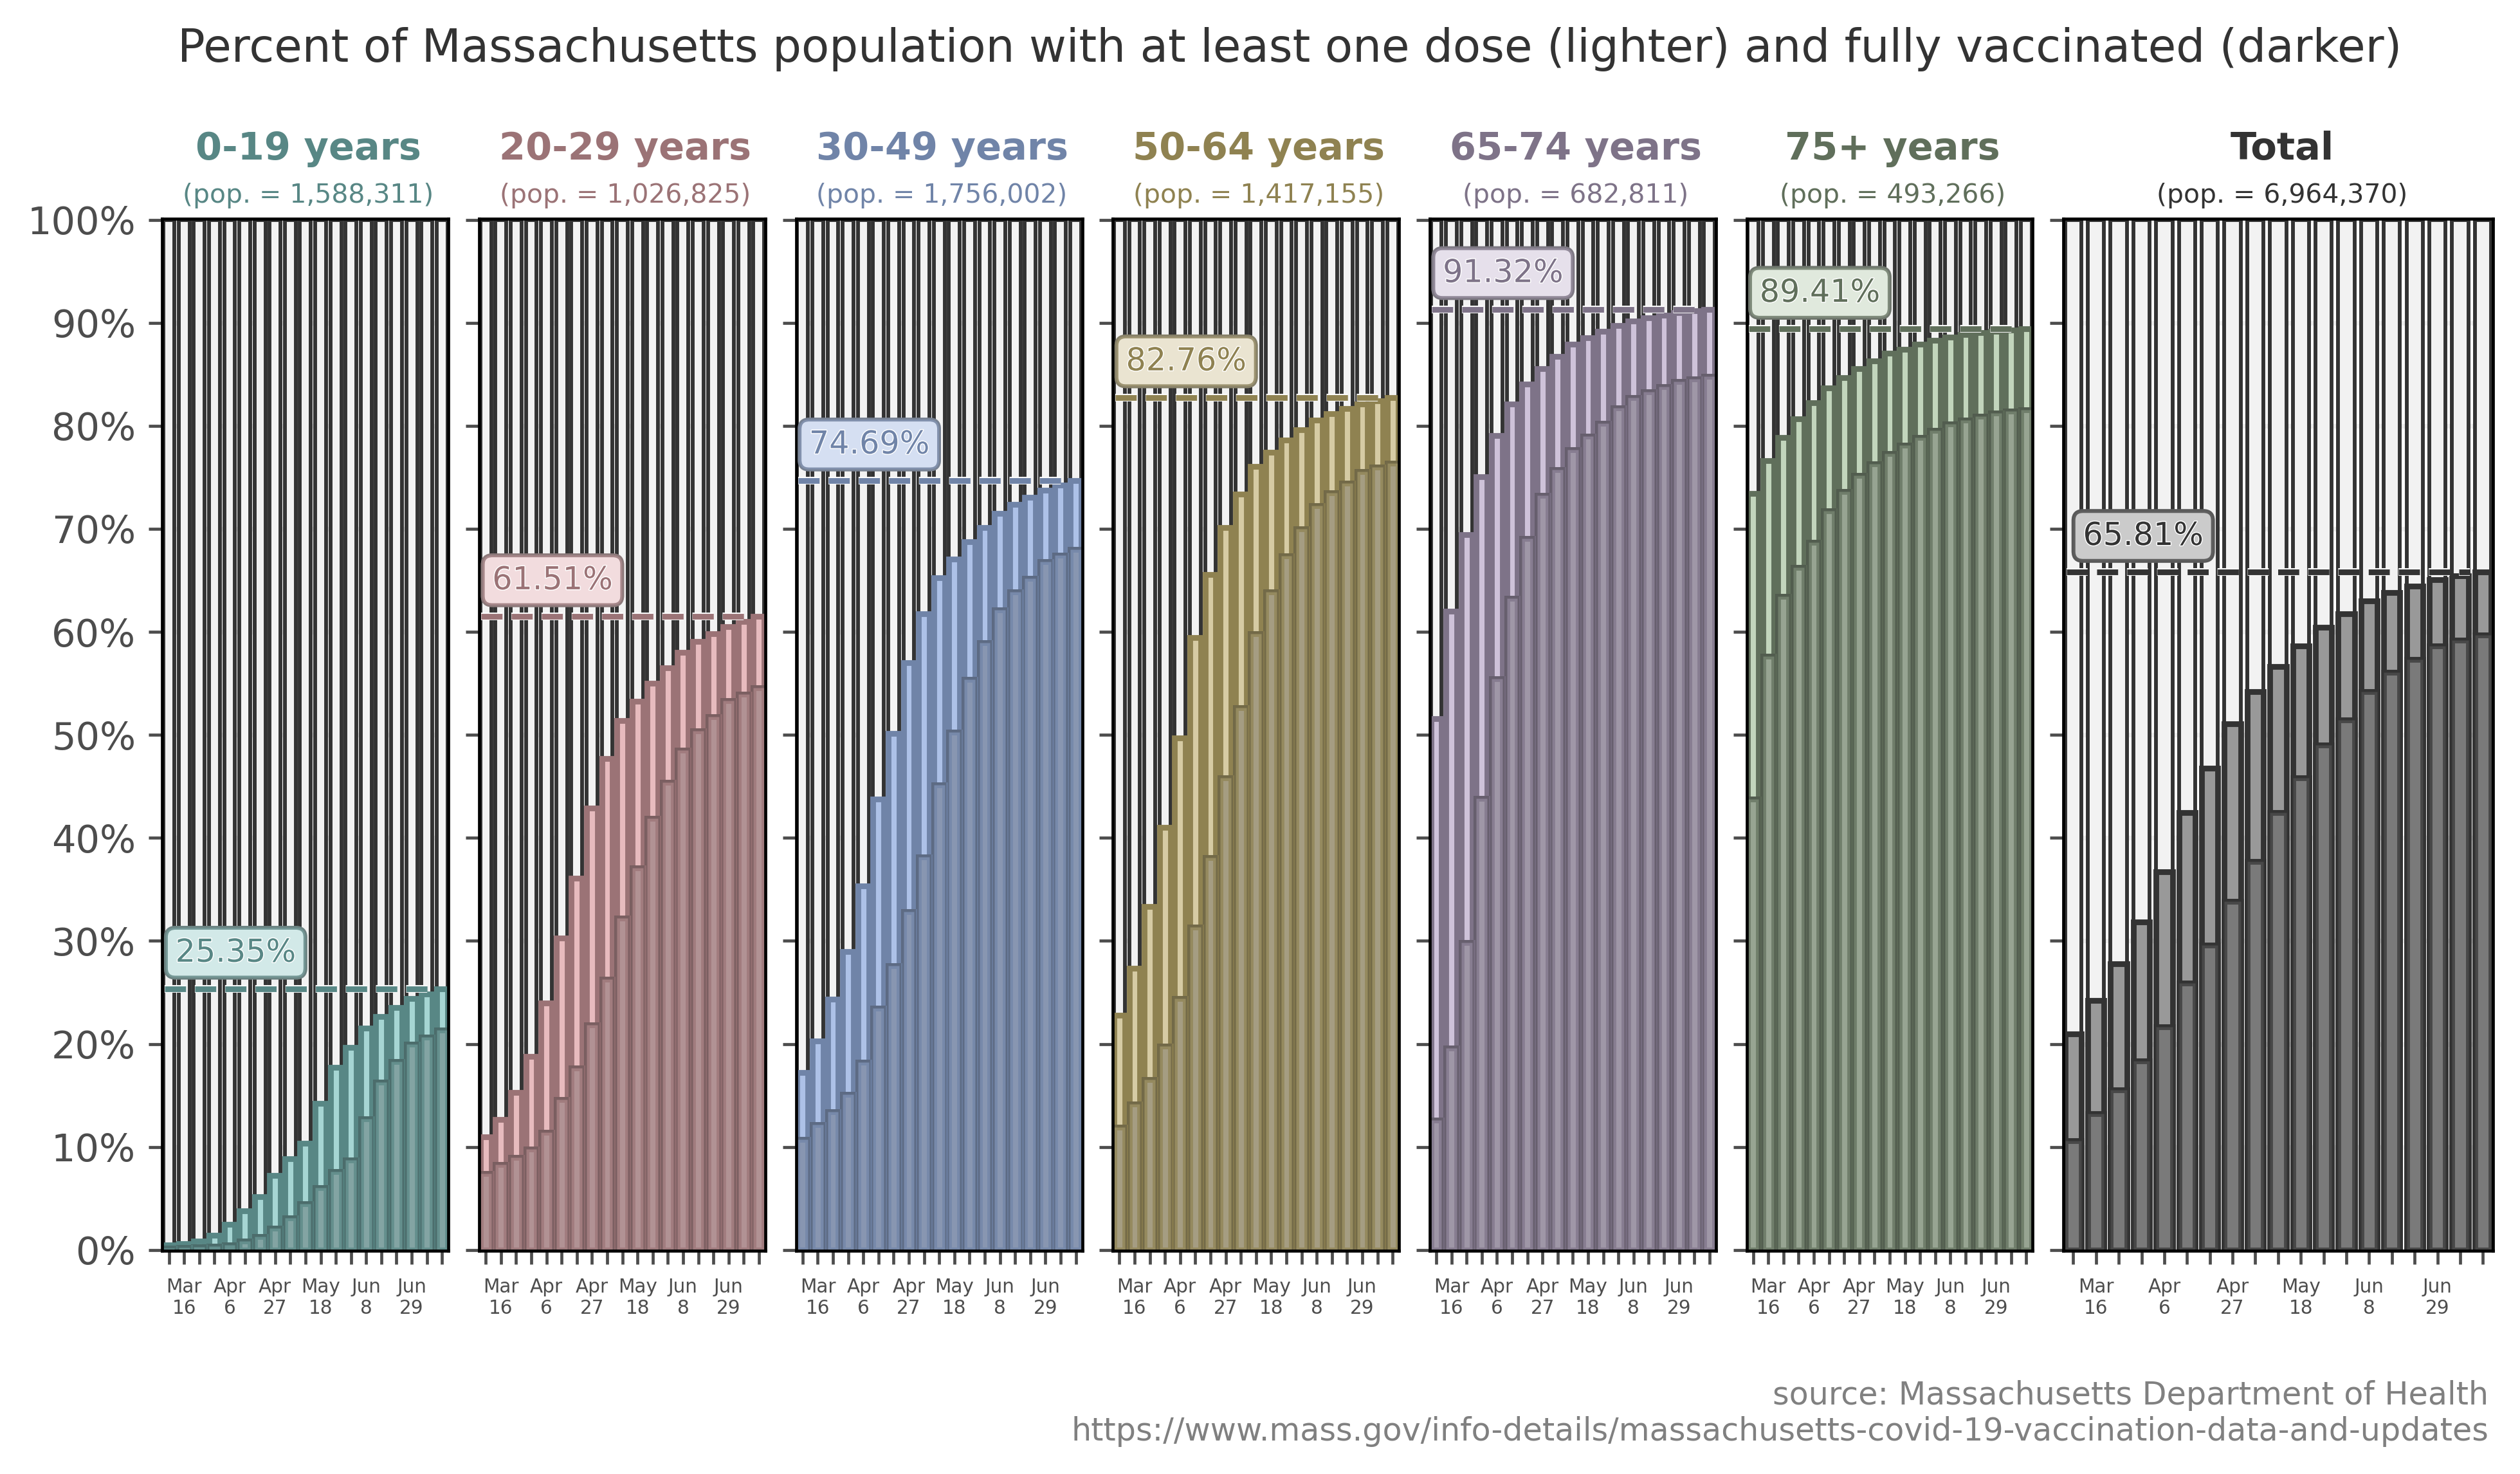 Percent of Massachusetts population with at least one dose (lighter) and fully vaccinated (darker)
0-19 years
(pop. = 1,588,311)
20-29 years
(pop. = 1,026,825)
30-49 years
(pop. = 1,756,002)
50-64 years
(pop. = 1,417,155)
65-74 years
(pop. = 682,811)
75+ years
(pop. = 493,266)
Total
(pop. = 6,964,370)
100%
90%
80%
70%
60%
50%
40%
30%
20%
10%
0%
25.35%
61.51%
74.69%
82.76%
91.32%
89.41%
65.81%
Mar Apr Apr May Jun Jun
16 6 27 18 8 29
Mar Apr Apr May Jun Jun
16 6 27 18 8 29
Mar Apr Apr May Jun Jun
16 6 27 18 8 29
Mar Apr Apr May Jun Jun
16 6 27 18 8 29
Mar Apr Apr May Jun Jun
16 6 27 18 8 29
Mar Apr Apr May Jun Jun
16 6 27 18 8 29
Mar Apr Apr May Jun Jun
16 6 27 18 8 29
source: Massachusetts Department of Health
https://www.mass.gov/info-details/massachusetts-covid-19-vaccination-data-and-updates